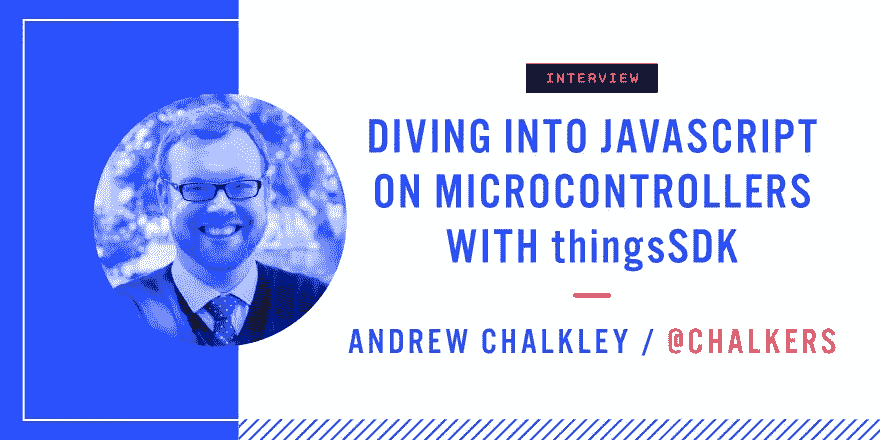 INTERVIEW
DIVING INTO JAVASCRIPT
ON MICROCONTROLLERS
WITH thingsSDK
ANDREW CHALKLEY / @CHALKERS